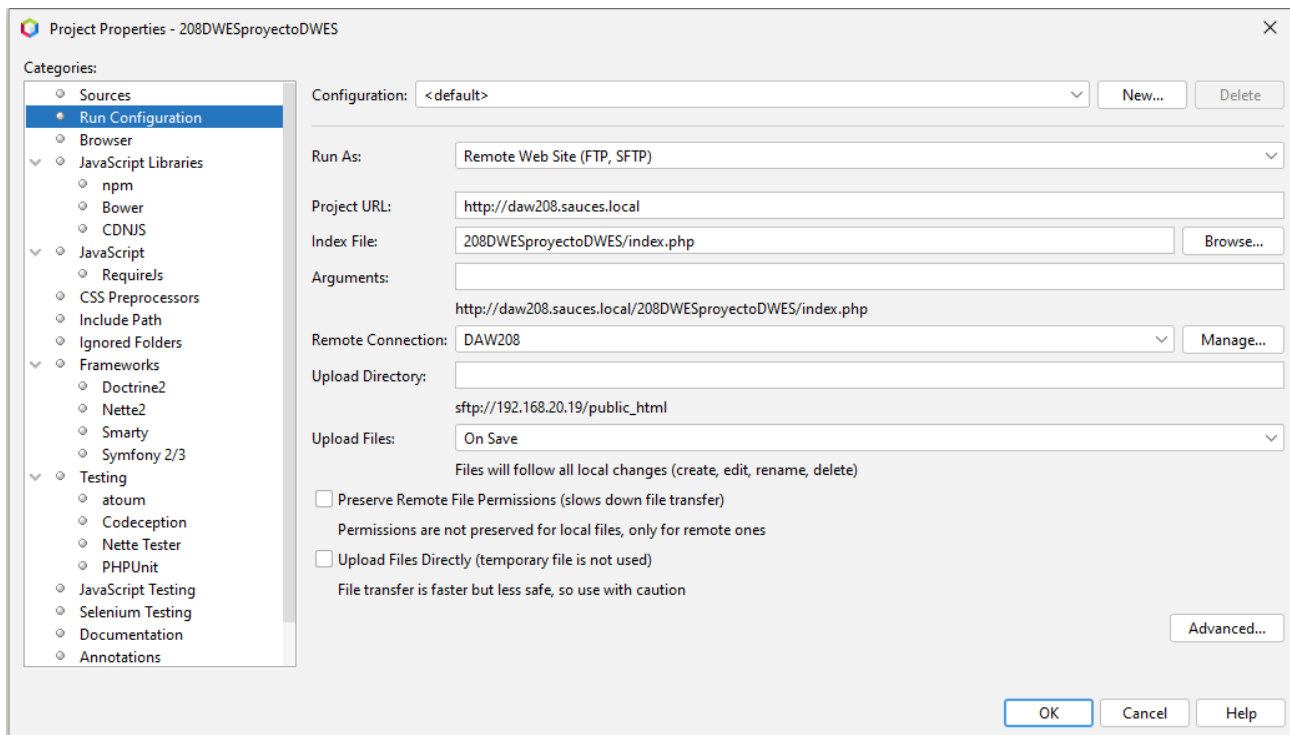 Project Properties - 208DWESproyectoDWES
Categories:
Sources
Run Configuration
Browser
JavaScript Libraries
npm
Bower
CDNJS
JavaScript
RequireJs
CSS Preprocessors
Include Path
Ignored Folders
Frameworks
Doctrine2
Nette2
Smarty
Symfony 2/3
Testing
atoum
Codeception
Nette Tester
PHPUnit
JavaScript Testing
Selenium Testing
Documentation
Annotations
Configuration: <default> New... Delete
Run As: Remote Web Site (FTP, SFTP)
Project URL: http://daw208.sauces.local
Index File: 208DWESproyectoDWES/index.php Browse...
Arguments:
http://daw208.sauces.local/208DWESproyectoDWES/index.php
Remote Connection: DAW208 Manage...
Upload Directory:
sftp://192.168.20.19/public_html
Upload Files: On Save
Files will follow all local changes (create, edit, rename, delete)
Preserve Remote File Permissions (slows down file transfer)
Permissions are not preserved for local files, only for remote ones
Upload Files Directly (temporary file is not used)
File transfer is faster but less safe, so use with caution
Advanced...
OK Cancel Help